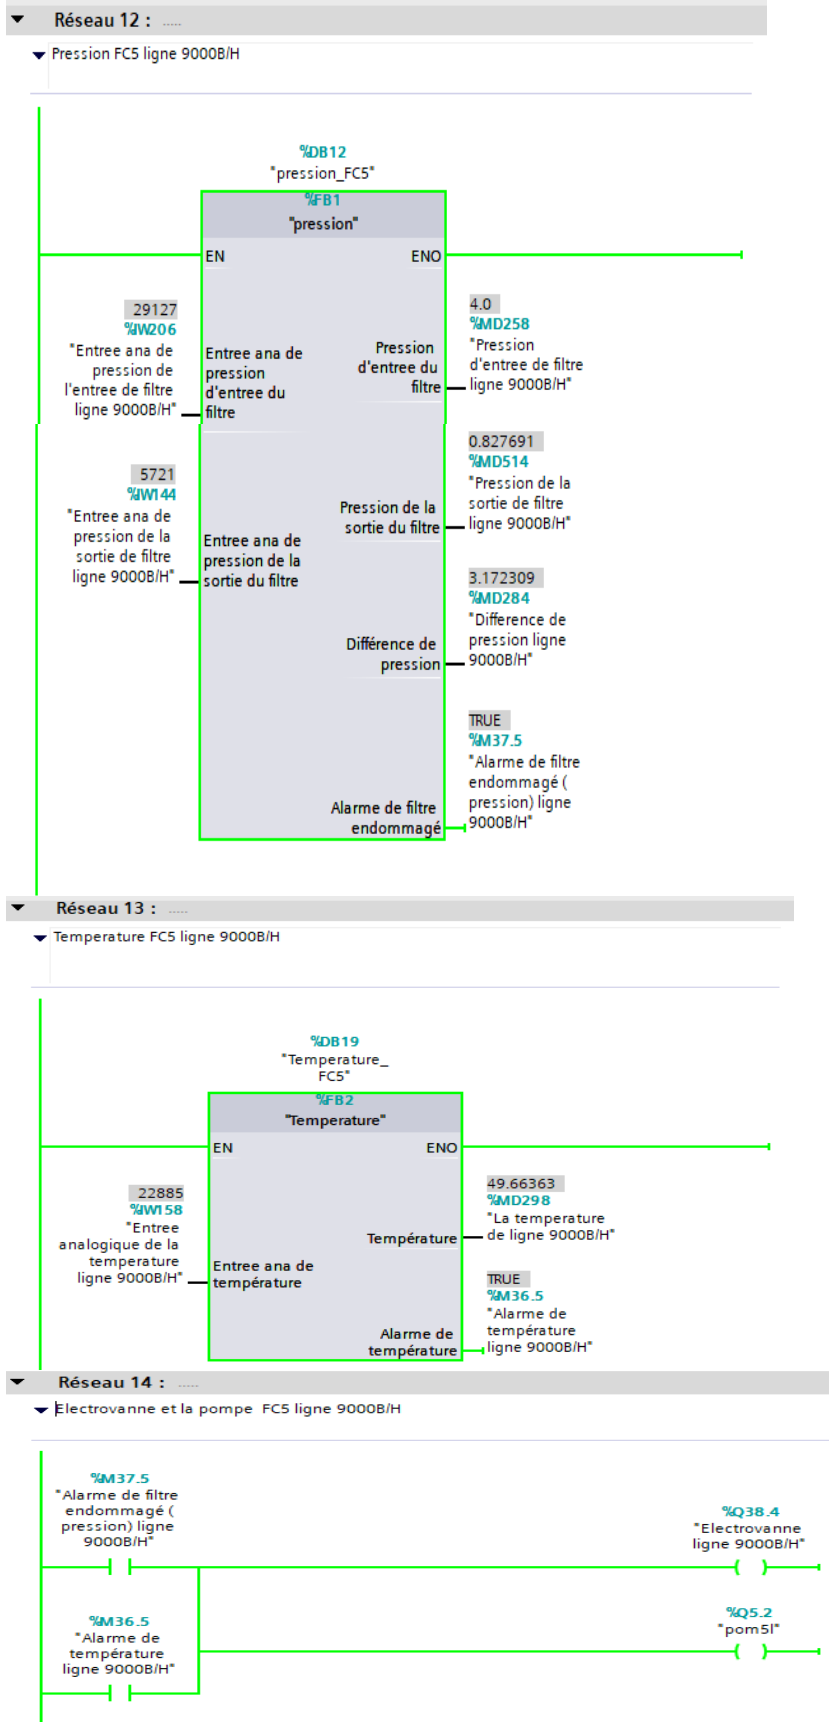 Réseau 12 : .....
Pression FC5 ligne 9000B/H
%DB12
"pression_FC5"
%FB1
"pression"
EN
ENO
29127
%IW206
"Entree ana de
pression de
l'entree de filtre
ligne 9000B/H"
Entree ana de
pression
d'entree du
filtre
Pression
d'entree du
filtre
4.0
%MD258
"Pression
d'entree de filtre
ligne 9000B/H"
5721
%IW144
"Entree ana de
pression de la
sortie de filtre
ligne 9000B/H"
Entree ana de
pression de la
sortie du filtre
Pression de la
sortie du filtre
0.827691
%MD514
"Pression de la
sortie de filtre
ligne 9000B/H"
Différence de
pression
3.172309
%MD284
"Difference de
pression ligne
9000B/H"
Alarme de filtre
endommagé
TRUE
%M37.5
"Alarme de filtre
endommagé (
pression) ligne
9000B/H"
Réseau 13 : .....
Temperature FC5 ligne 9000B/H
%DB19
"Temperature_
FC5"
%FB2
"Temperature"
EN
ENO
22885
%IW158
"Entree
analogique de la
temperature
ligne 9000B/H"
Entree ana de
température
Température
49.66363
%MD298
"La temperature
de ligne 9000B/H"
Alarme de
température
TRUE
%M36.5
"Alarme de
température
ligne 9000B/H"
Réseau 14 : .....
Electrovanne et la pompe FC5 ligne 9000B/H
%M37.5
"Alarme de filtre
endommagé (
pression) ligne
9000B/H"
%Q38.4
"Electrovanne
ligne 9000B/H"
%M36.5
"Alarme de
température
ligne 9000B/H"
%Q5.2
"pom5l"